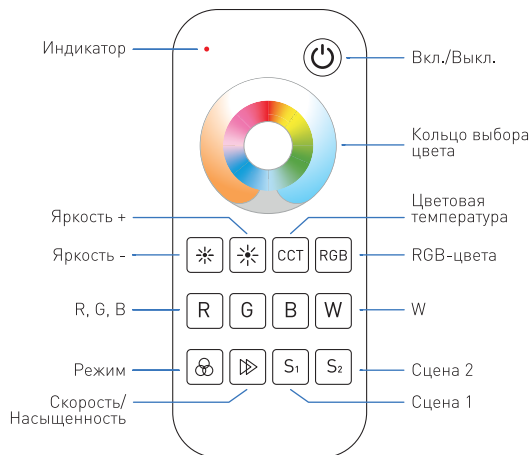 Индикатор
Вкл./Выкл.
Кольцо выбора
цвета
Яркость +
Цветовая
температура
Яркость -
CCT
RGB
RGB-цвета
R, G, B
R
G
B
W
W
Режим
S1
S2
Сцена 2
Скорость/
Насыщенность
Сцена 1